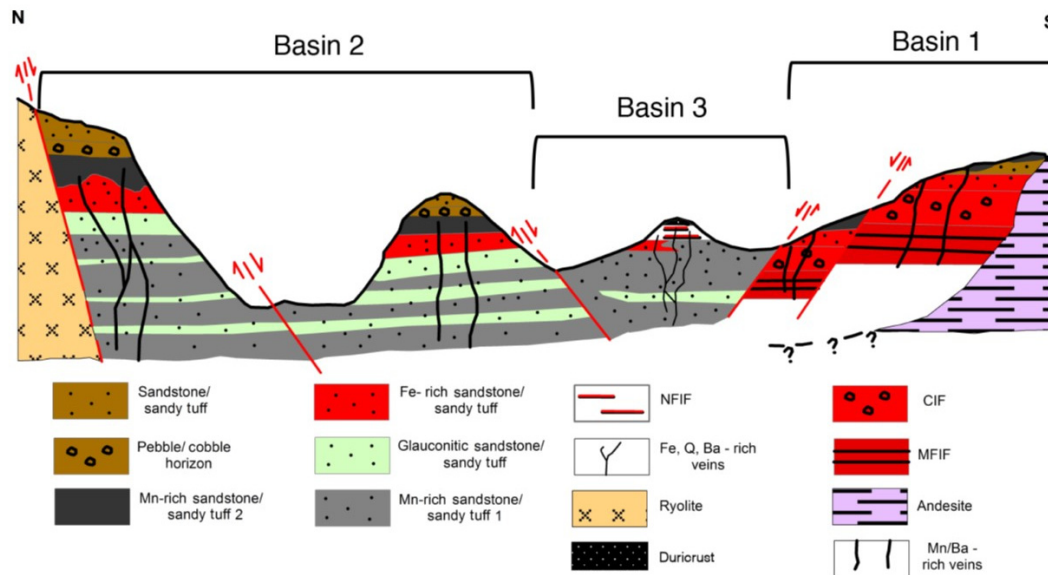 N
S
Basin 2
Basin 1
Basin 3
? ? ?
Sandstone/
sandy tuff
Fe- rich sandstone/
sandy tuff
NFIF
CIF
Pebble/ cobble
horizon
Glauconitic sandstone/
sandy tuff
Fe, Q, Ba - rich
veins
MFIF
Mn-rich sandstone/
sandy tuff 2
Mn-rich sandstone/
sandy tuff 1
Ryolite
Andesite
Duricrust
Mn/Ba -
rich veins